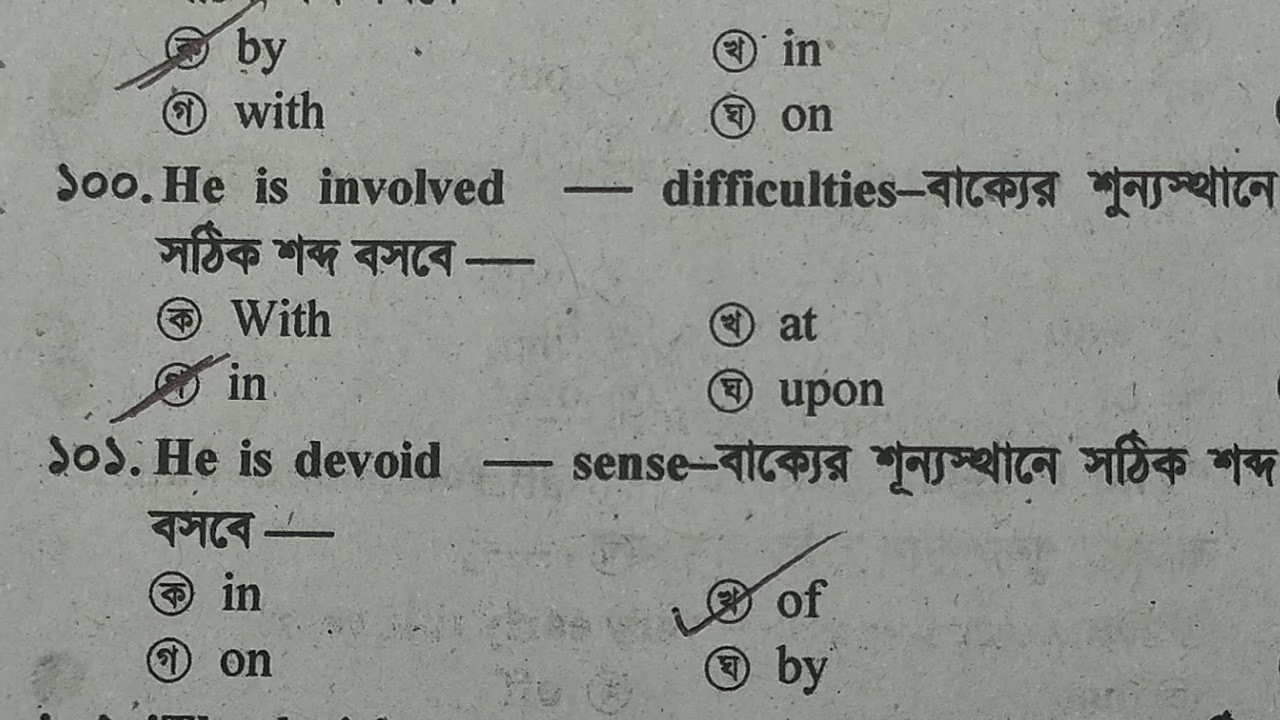 ক by খ in
গ with ঘ on
১০০. He is involved — difficulties–বাক্যের শূন্যস্থানে
সঠিক শব্দ বসবে —
ক With খ at
গ in ঘ upon
১০১. He is devoid — sense–বাক্যের শূন্যস্থানে সঠিক শব্দ
বসবে —
ক in খ of
গ on ঘ by